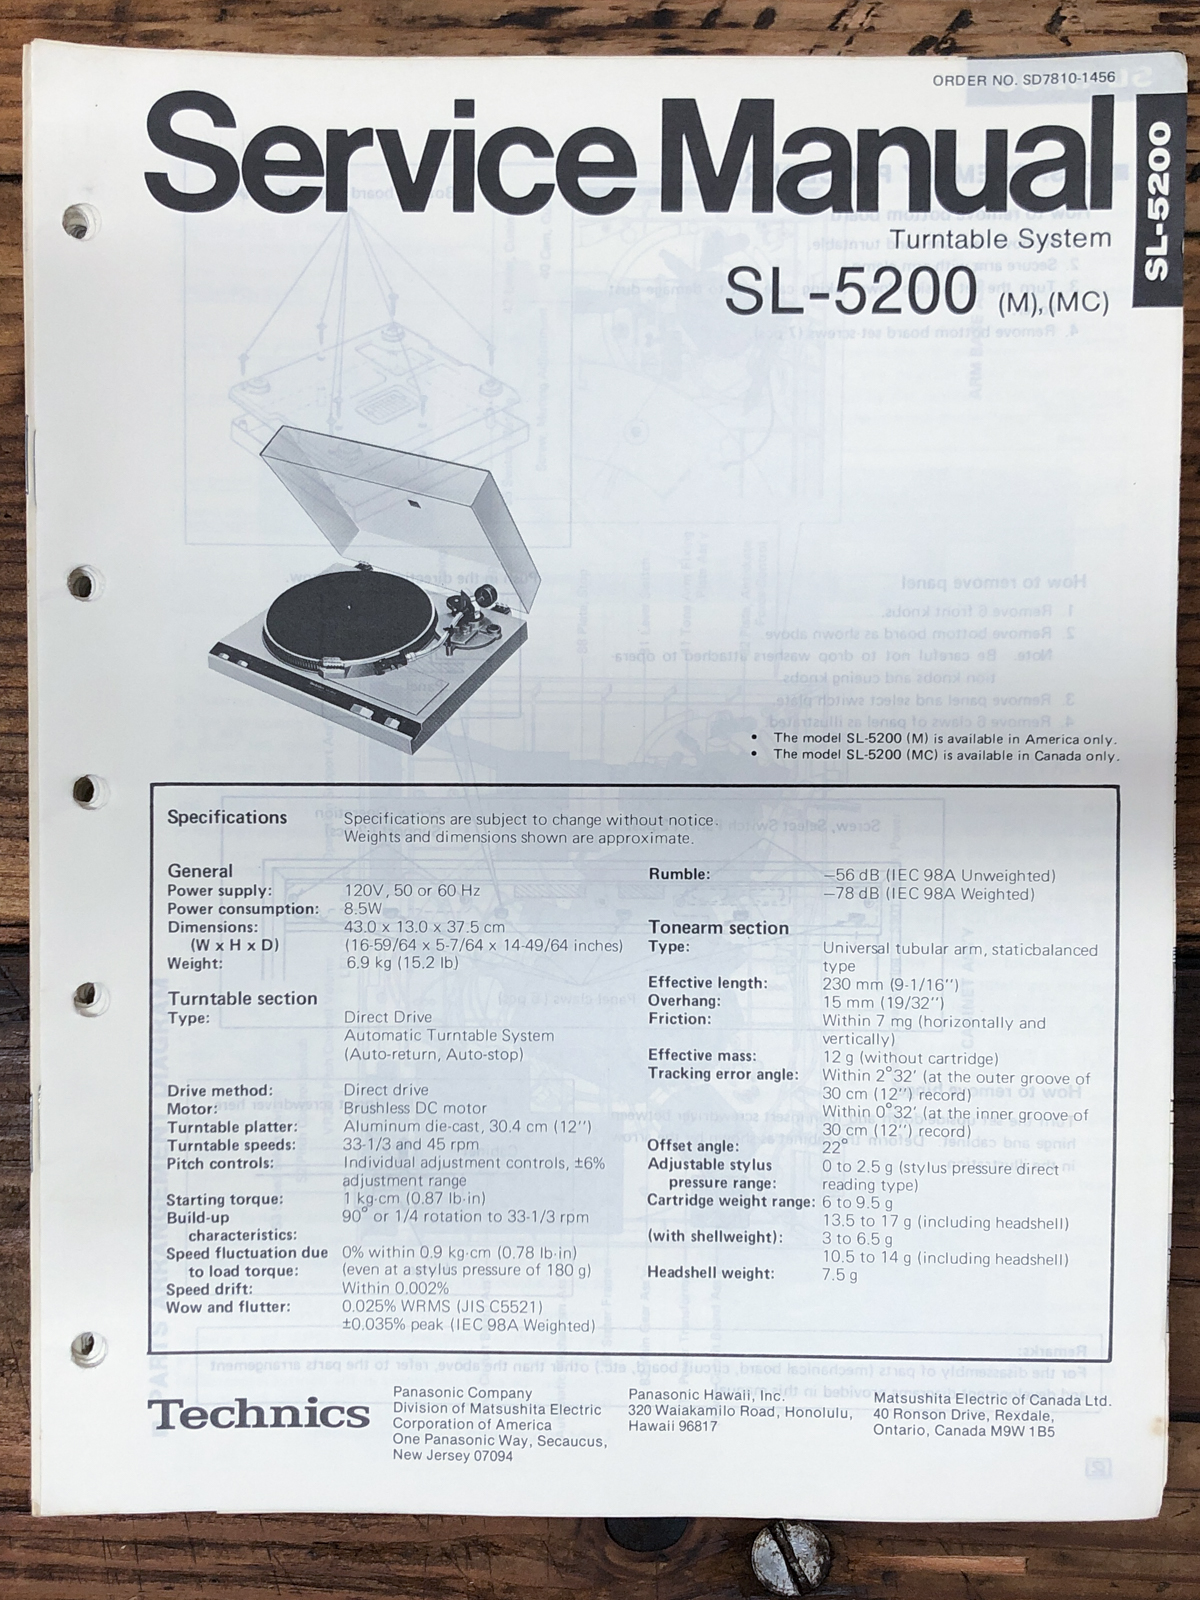 ORDER NO. SD7810-1456
Service Manual
SL-5200
Turntable System
SL-5200 (M), (MC)
• The model SL-5200 (M) is available in America only.
• The model SL-5200 (MC) is available in Canada only.
Specifications
Specifications are subject to change without notice.
Weights and dimensions shown are approximate.
General
Power supply: 120V, 50 or 60 Hz
Power consumption: 8.5W
Dimensions: 43.0 x 13.0 x 37.5 cm
(W x H x D) (16-59/64 x 5-7/64 x 14-49/64 inches)
Weight: 6.9 kg (15.2 lb)
Turntable section
Type: Direct Drive
Automatic Turntable System
(Auto-return, Auto-stop)
Drive method: Direct drive
Motor: Brushless DC motor
Turntable platter: Aluminum die-cast, 30.4 cm (12'')
Turntable speeds: 33-1/3 and 45 rpm
Pitch controls: Individual adjustment controls, ±6%
adjustment range
Starting torque: 1 kg·cm (0.87 lb·in)
Build-up 90° or 1/4 rotation to 33-1/3 rpm
characteristics:
Speed fluctuation due 0% within 0.9 kg·cm (0.78 lb·in)
to load torque: (even at a stylus pressure of 180 g)
Speed drift: Within 0.002%
Wow and flutter: 0.025% WRMS (JIS C5521)
±0.035% peak (IEC 98A Weighted)
Rumble: −56 dB (IEC 98A Unweighted)
−78 dB (IEC 98A Weighted)
Tonearm section
Type: Universal tubular arm, staticbalanced
type
Effective length: 230 mm (9-1/16'')
Overhang: 15 mm (19/32'')
Friction: Within 7 mg (horizontally and
vertically)
Effective mass: 12 g (without cartridge)
Tracking error angle: Within 2°32' (at the outer groove of
30 cm (12'') record)
Within 0°32' (at the inner groove of
30 cm (12'') record)
Offset angle: 22°
Adjustable stylus 0 to 2.5 g (stylus pressure direct
pressure range: reading type)
Cartridge weight range: 6 to 9.5 g
13.5 to 17 g (including headshell)
(with shellweight): 3 to 6.5 g
10.5 to 14 g (including headshell)
Headshell weight: 7.5 g
Technics
Panasonic Company
Division of Matsushita Electric
Corporation of America
One Panasonic Way, Secaucus,
New Jersey 07094
Panasonic Hawaii, Inc.
320 Waiakamilo Road, Honolulu,
Hawaii 96817
Matsushita Electric of Canada Ltd.
40 Ronson Drive, Rexdale,
Ontario, Canada M9W 1B5